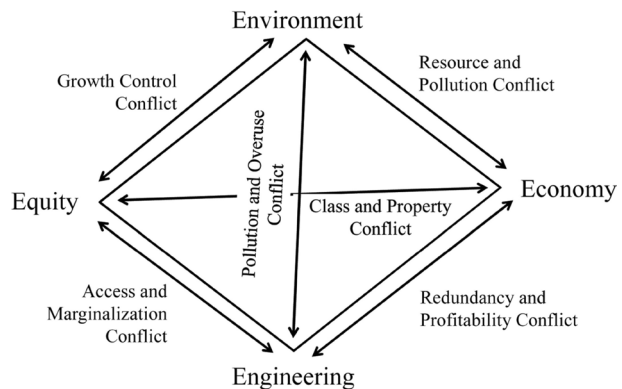 Environment
Growth Control
Conflict
Resource and
Pollution Conflict
Pollution and Overuse
Conflict
Equity
Economy
Class and Property
Conflict
Access and
Marginalization
Conflict
Redundancy and
Profitability Conflict
Engineering